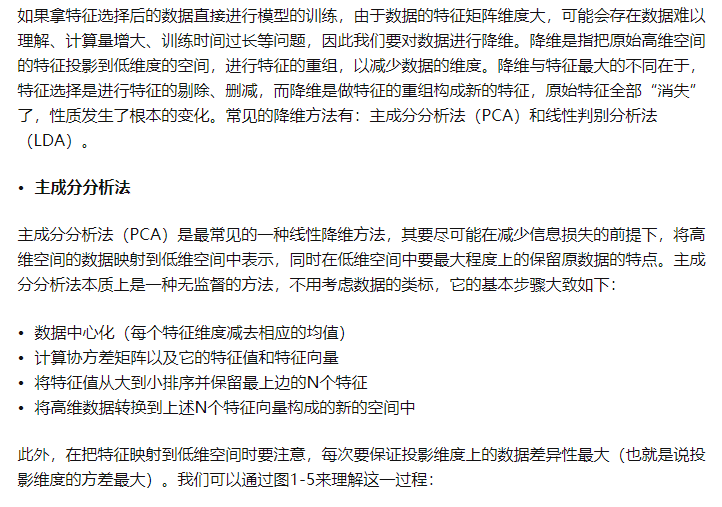 如果拿特征选择后的数据直接进行模型的训练，由于数据的特征矩阵维度大，可能会存在数据难以
理解、计算量增大、训练时间过长等问题，因此我们要对数据进行降维。降维是指把原始高维空间
的特征投影到低维度的空间，进行特征的重组，以减少数据的维度。降维与特征最大的不同在于，
特征选择是进行特征的剔除、删减，而降维是做特征的重组构成新的特征，原始特征全部“消失”
了，性质发生了根本的变化。常见的降维方法有：主成分分析法（PCA）和线性判别分析法
（LDA）。
• 主成分分析法
主成分分析法（PCA）是最常见的一种线性降维方法，其要尽可能在减少信息损失的前提下，将高
维空间的数据映射到低维空间中表示，同时在低维空间中要最大程度上的保留原数据的特点。主成
分分析法本质上是一种无监督的方法，不用考虑数据的类标，它的基本步骤大致如下：
• 数据中心化（每个特征维度减去相应的均值）
• 计算协方差矩阵以及它的特征值和特征向量
• 将特征值从大到小排序并保留最上边的N个特征
• 将高维数据转换到上述N个特征向量构成的新的空间中
此外，在把特征映射到低维空间时要注意，每次要保证投影维度上的数据差异性最大（也就是说投
影维度的方差最大）。我们可以通过图1-5来理解这一过程：